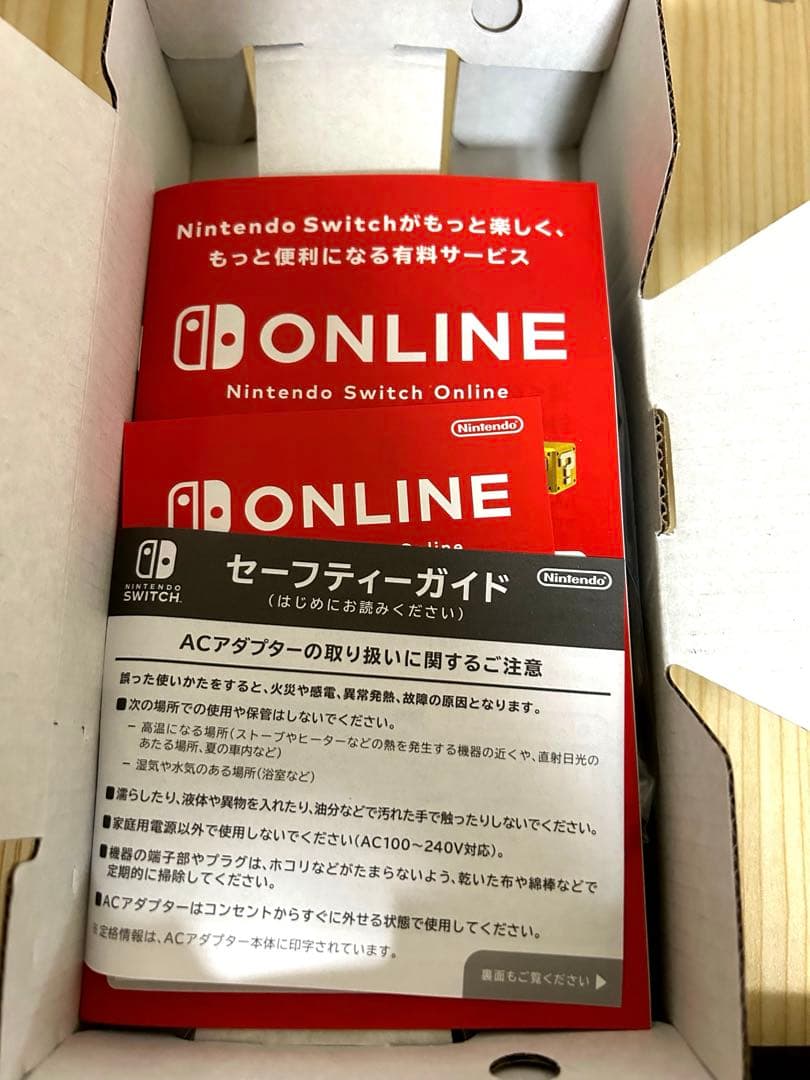 Nintendo Switchがもっと楽しく、
もっと便利になる有料サービス
ONLINE
Nintendo Switch Online
Nintendo
?
ONLINE
Online
NINTENDO
SWITCH™
セーフティーガイド
Nintendo
(はじめにお読みください)
ACアダプターの取り扱いに関するご注意
誤った使いかたをすると、火災や感電、異常発熱、故障の原因となります。
■次の場所での使用や保管はしないでください。
– 高温になる場所(ストーブやヒーターなどの熱を発生する機器の近くや、直射日光の
あたる場所、夏の車内など)
– 湿気や水気のある場所(浴室など)
■濡らしたり、液体や異物を入れたり、油分などで汚れた手で触ったりしないでください。
■家庭用電源以外で使用しないでください(AC100～240V対応)。
■機器の端子部やプラグは、ホコリなどがたまらないよう、乾いた布や綿棒などで
定期的に掃除してください。
■ACアダプターはコンセントからすぐに外せる状態で使用してください。
※定格情報は、ACアダプター本体に印字されています。
裏面もご覧ください▶